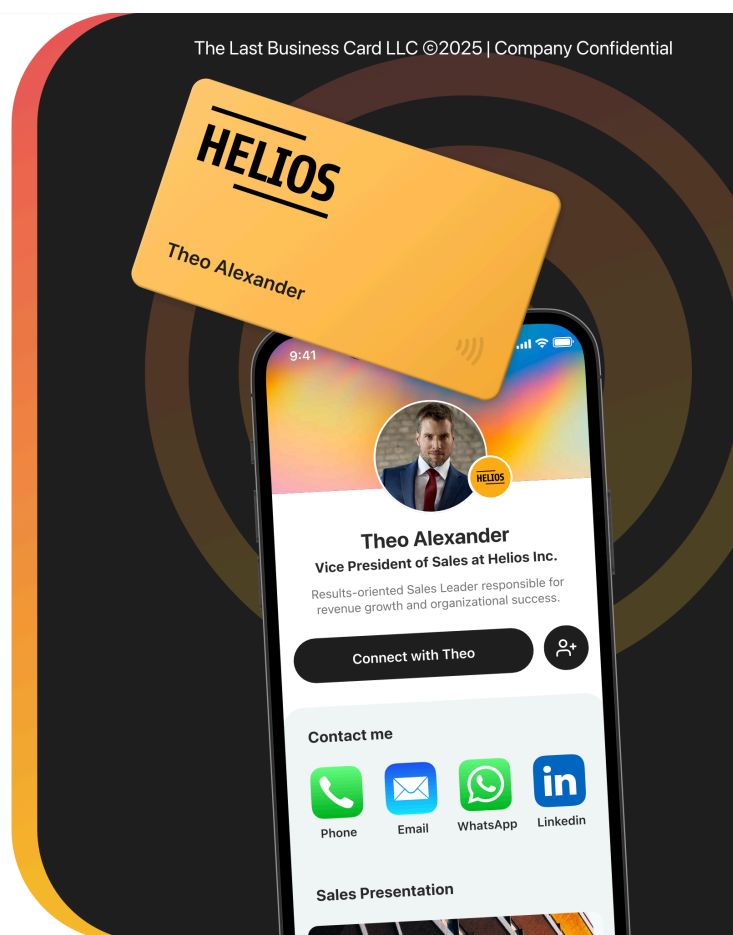 The Last Business Card LLC ©2025 | Company Confidential
HELIOS
Theo Alexander
9:41
HELIOS
Theo Alexander
Vice President of Sales at Helios Inc.
Results-oriented Sales Leader responsible for
revenue growth and organizational success.
Connect with Theo
Contact me
Phone
Email
WhatsApp
in
Linkedin
Sales Presentation